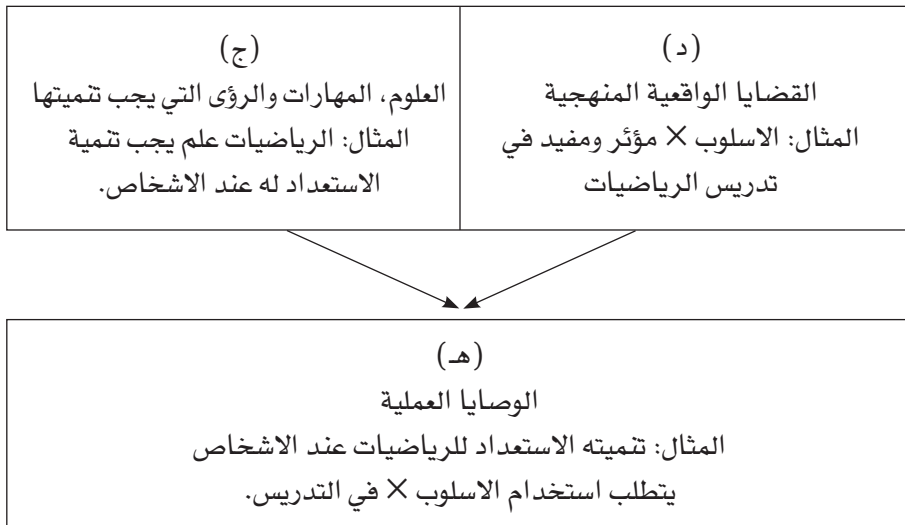 (د)
القضايا الواقعية المنهجية
المثال: الاسلوب X مؤثر ومفيد في
تدريس الرياضيات
(ج)
العلوم، المهارات والرؤى التي يجب تنميتها
المثال: الرياضيات علم يجب تنمية
الاستعداد له عند الاشخاص.
(هـ)
الوصايا العملية
المثال: تنميته الاستعداد للرياضيات عند الاشخاص
يتطلب استخدام الاسلوب X في التدريس.